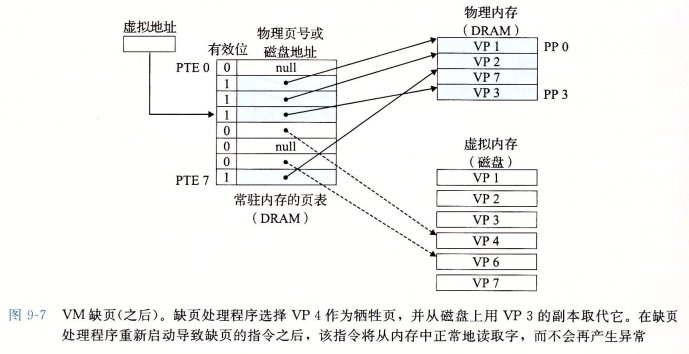 虚拟地址
物理页号或
磁盘地址
有效位
PTE 0
0
null
1
1
1
0
0
null
0
1
PTE 7
常驻内存的页表
（DRAM）
物理内存
（DRAM）
VP 1
PP 0
VP 2
VP 7
VP 3
PP 3
虚拟内存
（磁盘）
VP 1
VP 2
VP 3
VP 4
VP 6
VP 7
图 9-7 VM 缺页(之后)。缺页处理程序选择 VP 4 作为牺牲页，并从磁盘上用 VP 3 的副本取代它。在缺页
处理程序重新启动导致缺页的指令之后，该指令将从内存中正常地读取字，而不会再产生异常